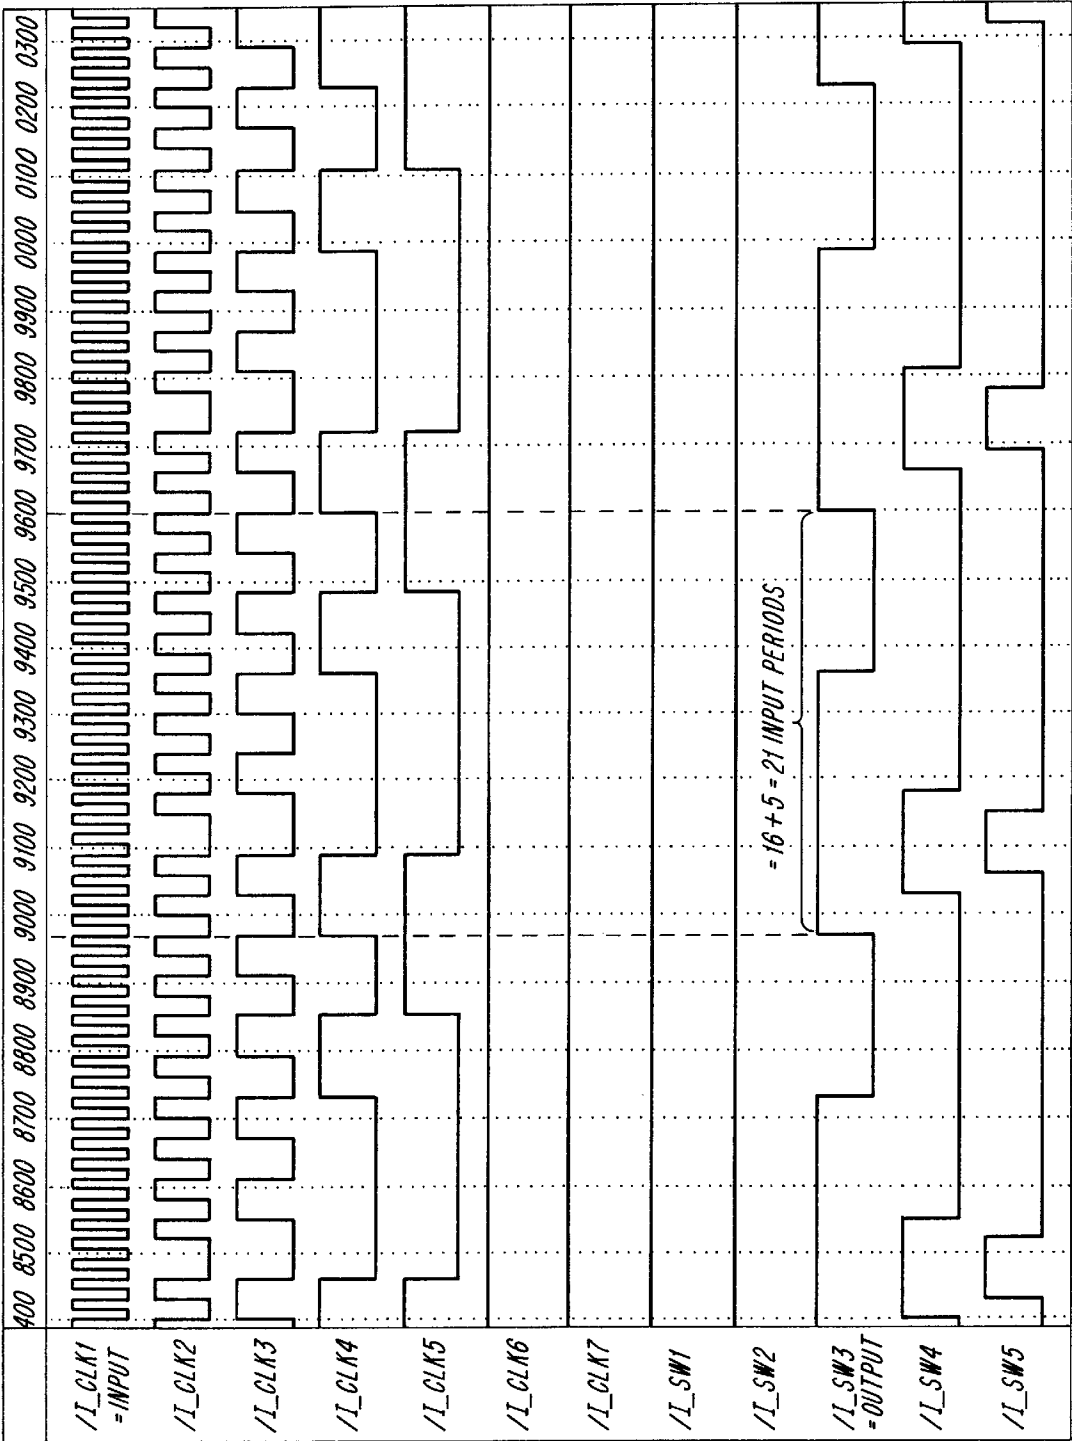 400 8500 8600 8700 8800 8900 9000 9100 9200 9300 9400 9500 9600 9700 9800 9900 0000 0100 0200 0300
/I_CLK1
=INPUT
/I_CLK2
/I_CLK3
/I_CLK4
/I_CLK5
/I_CLK6
/I_CLK7
/I_SW1
/I_SW2
=16+5=21 INPUT PERIODS
/I_SW3
=OUTPUT
/I_SW4
/I_SW5